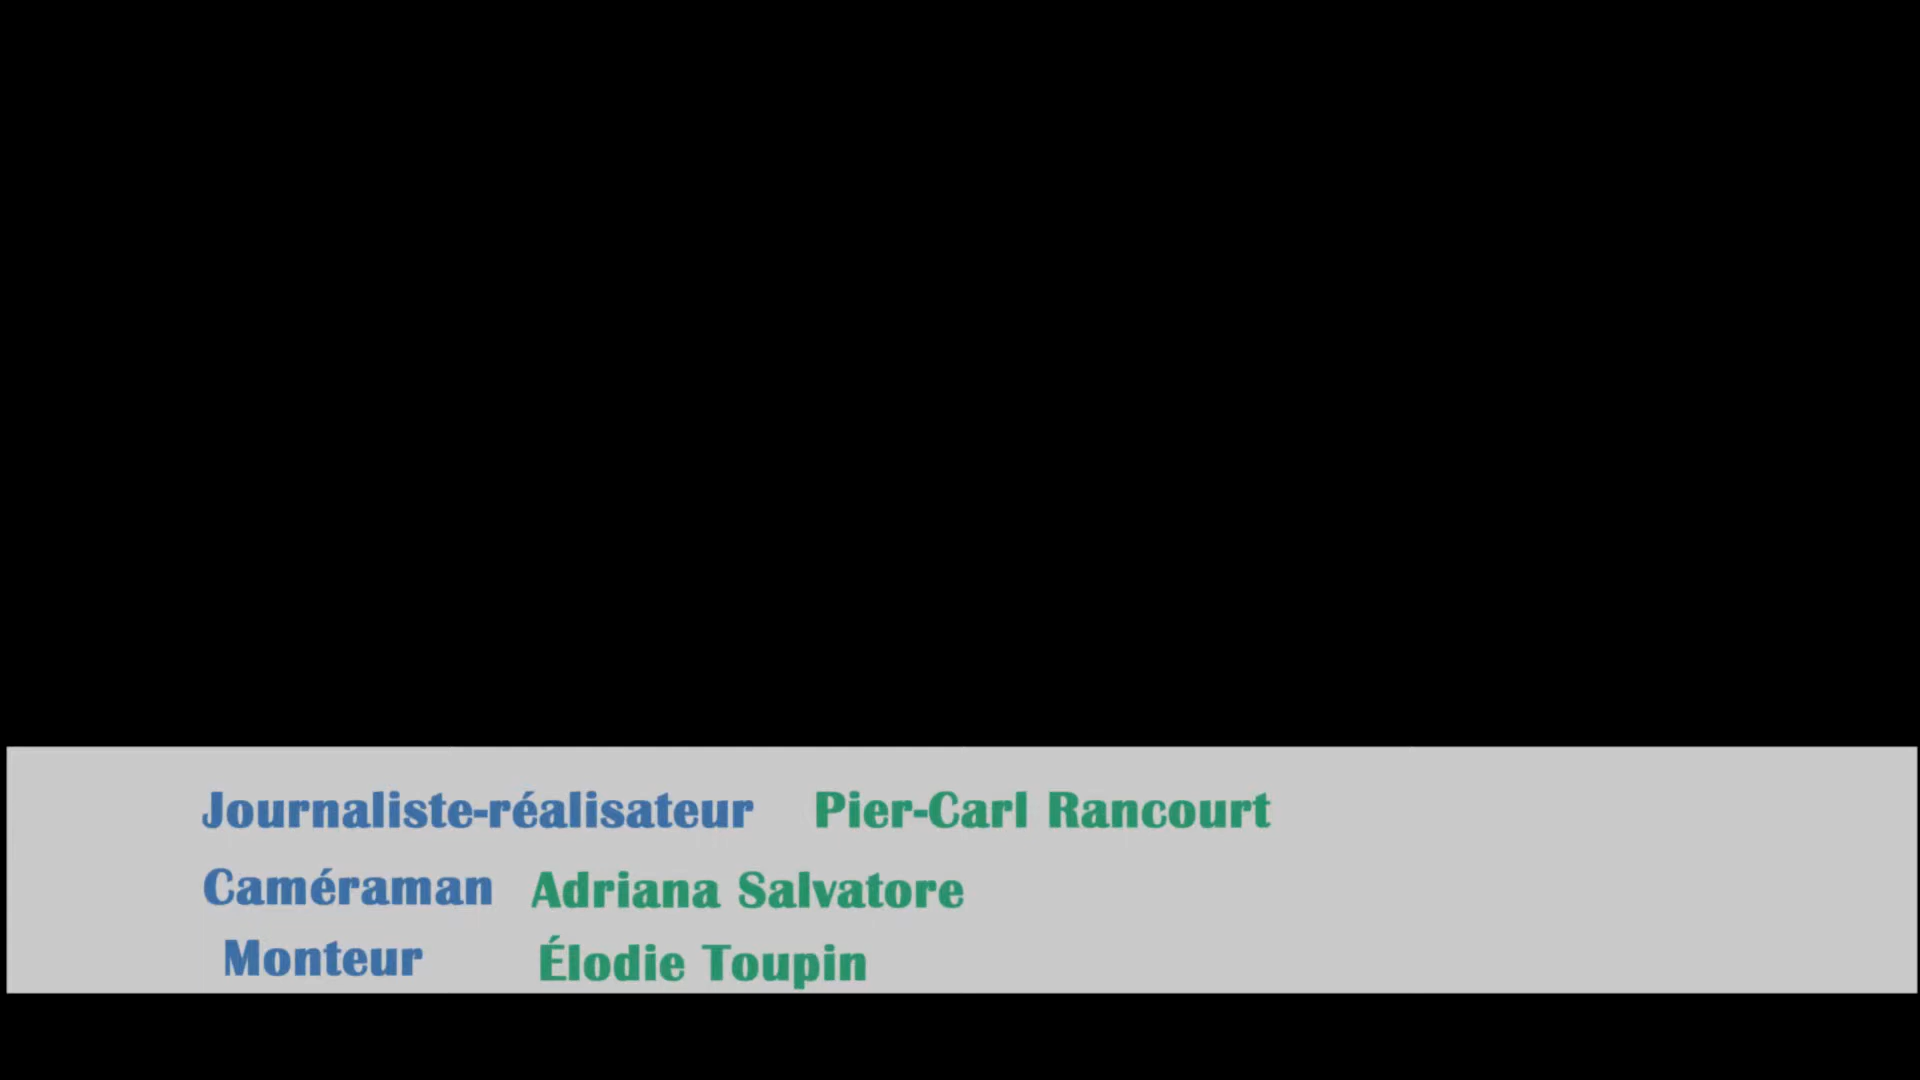 Journaliste-réalisateur Pier-Carl Rancourt
Caméraman Adriana Salvatore
Monteur Élodie Toupin